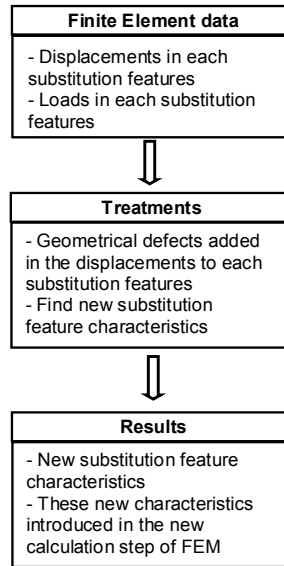 Finite Element data
- Displacements in each
substitution features
- Loads in each substitution
features
Treatments
- Geometrical defects added
in the displacements to each
substitution features
- Find new substitution
feature characteristics
Results
- New substitution feature
characteristics
- These new characteristics
introduced in the new
calculation step of FEM